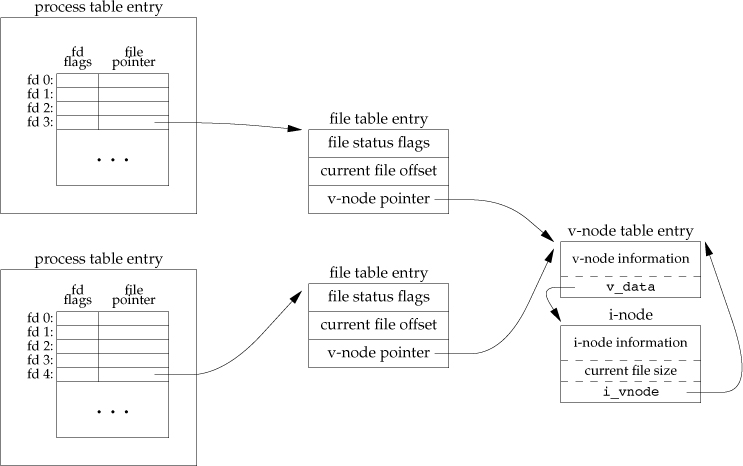 process table entry
fd flags
file pointer
fd 0:
fd 1:
fd 2:
fd 3:
. . .
file table entry
file status flags
current file offset
v-node pointer
process table entry
fd flags
file pointer
fd 0:
fd 1:
fd 2:
fd 3:
fd 4:
. . .
file table entry
file status flags
current file offset
v-node pointer
v-node table entry
v-node information
v_data
i-node
i-node information
current file size
i_vnode